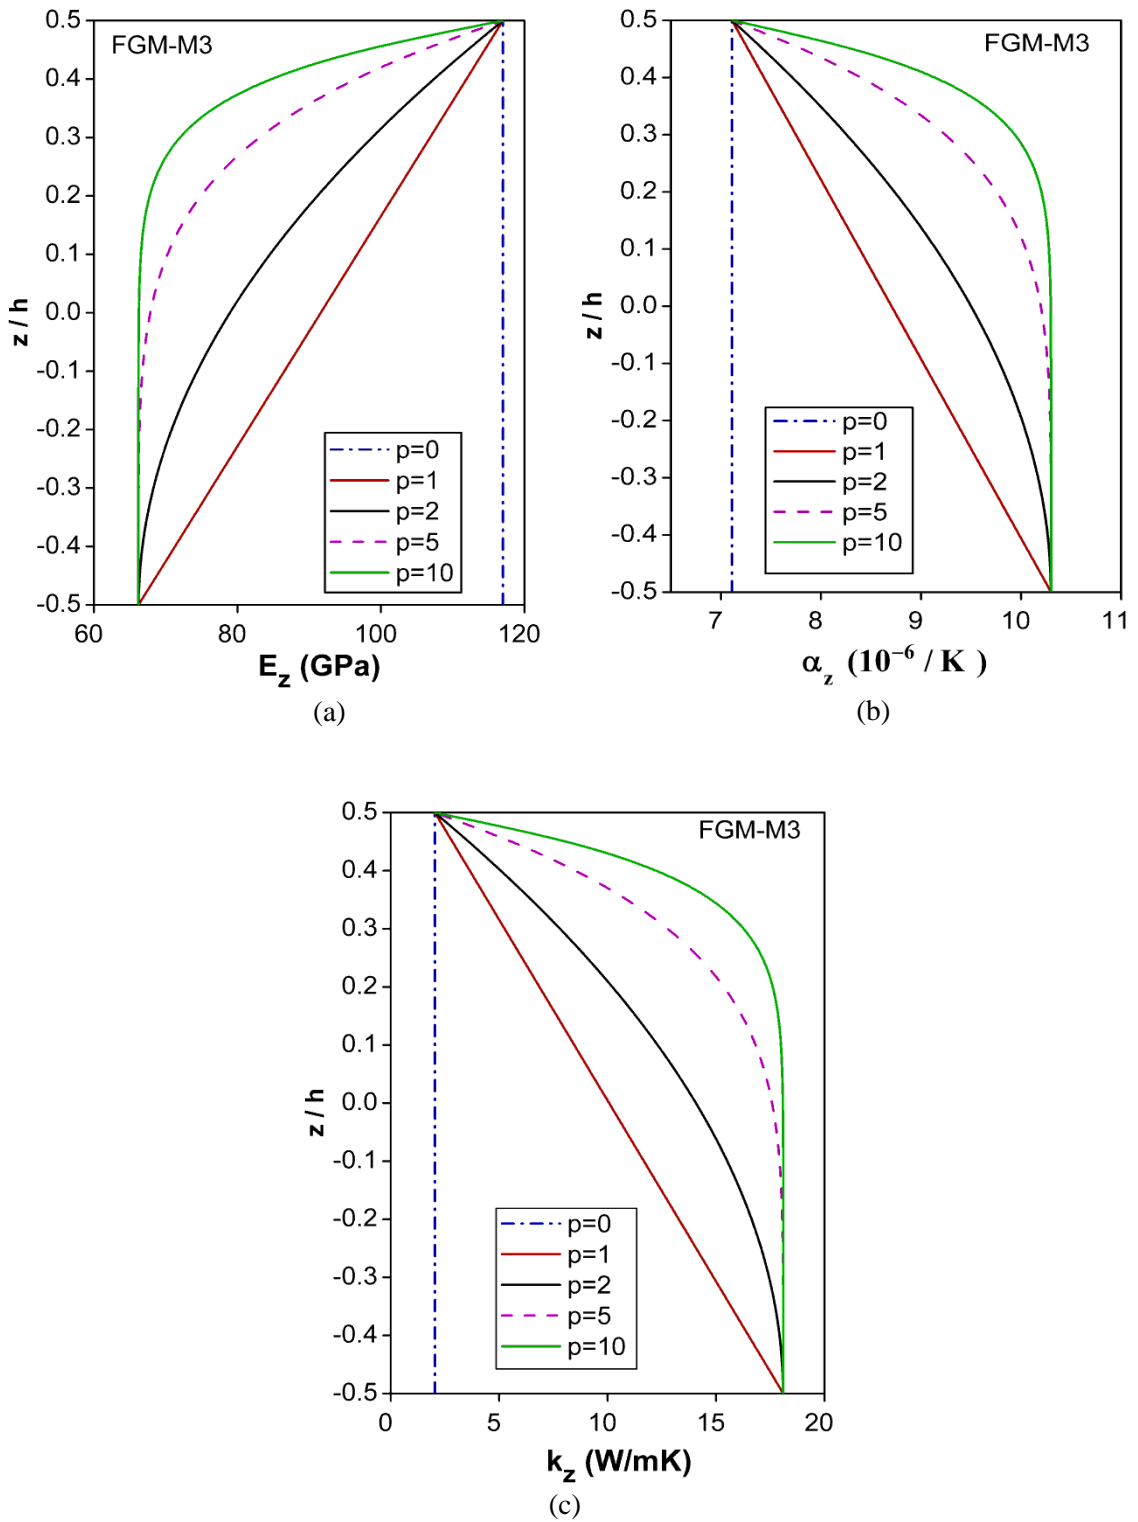 FGM-M3
0.5
0.4
0.3
0.2
0.1
0.0
-0.1
-0.2
-0.3
-0.4
-0.5
z / h
p=0
p=1
p=2
p=5
p=10
60 80 100 120
E_z (GPa)
(a)
FGM-M3
0.5
0.4
0.3
0.2
0.1
0.0
-0.1
-0.2
-0.3
-0.4
-0.5
z / h
p=0
p=1
p=2
p=5
p=10
7 8 9 10 11
α_z (10⁻⁶ / K )
(b)
FGM-M3
0.5
0.4
0.3
0.2
0.1
0.0
-0.1
-0.2
-0.3
-0.4
-0.5
z / h
p=0
p=1
p=2
p=5
p=10
0 5 10 15 20
k_z (W/mK)
(c)